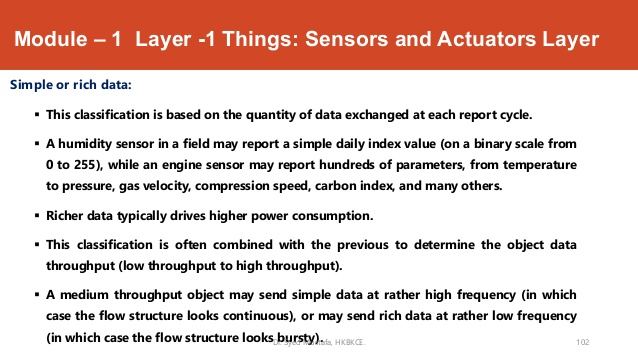 Module – 1 Layer -1 Things: Sensors and Actuators Layer
Simple or rich data:
▪ This classification is based on the quantity of data exchanged at each report cycle.
▪ A humidity sensor in a field may report a simple daily index value (on a binary scale from
0 to 255), while an engine sensor may report hundreds of parameters, from temperature
to pressure, gas velocity, compression speed, carbon index, and many others.
▪ Richer data typically drives higher power consumption.
▪ This classification is often combined with the previous to determine the object data
throughput (low throughput to high throughput).
▪ A medium throughput object may send simple data at rather high frequency (in which
case the flow structure looks continuous), or may send rich data at rather low frequency
(in which case the flow structure looks bursty).
HKBKCE.
102